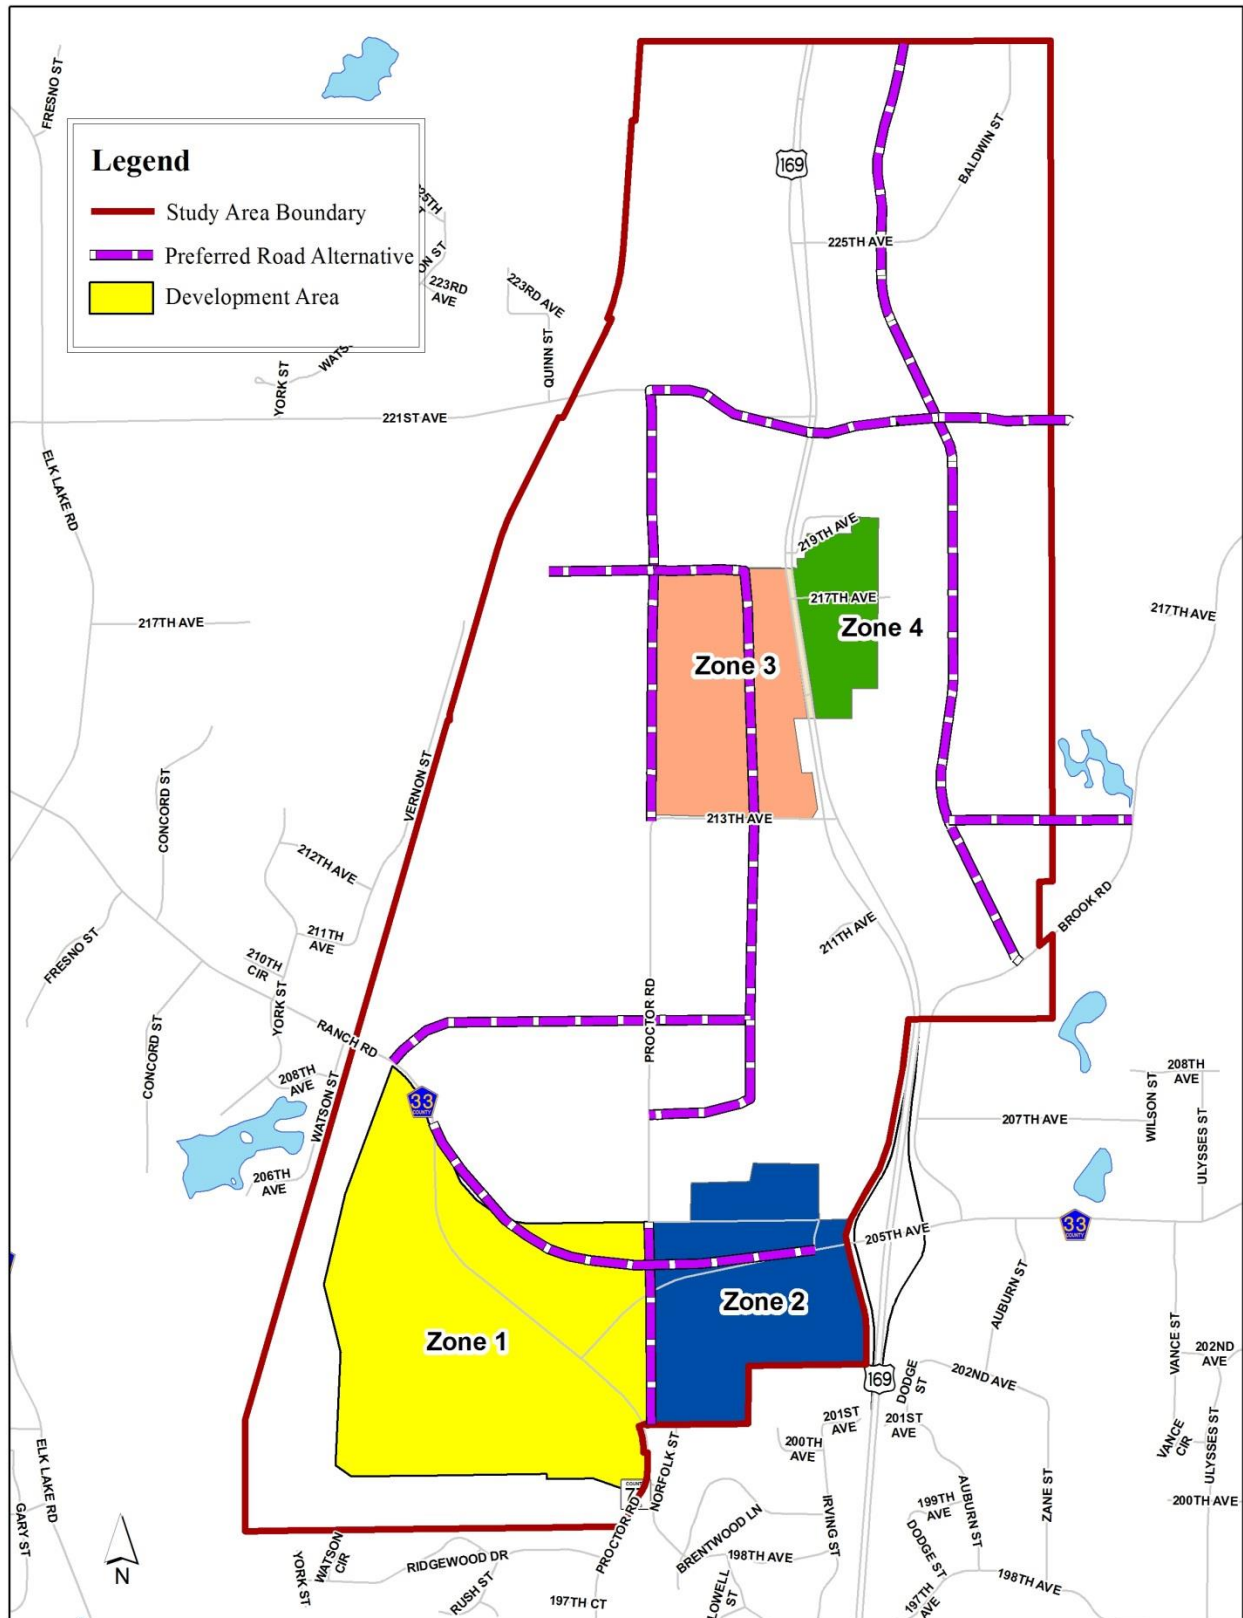 FRESNO ST
Legend
Study Area Boundary
Preferred Road Alternative
Development Area
223RD
AVE
YORK ST
223RD AVE
QUINN ST
221ST AVE
169
BALDWIN ST
225TH AVE
ELK LAKE RD
219TH AVE
217TH AVE
Zone 4
217TH AVE
217TH AVE
Zone 3
VERNON ST
CONCORD ST
213TH AVE
212TH AVE
BROOK RD
211TH
AVE
211TH AVE
FRESNO ST
210TH
CIR
YORK ST
PROCTOR RD
RANCH RD
CONCORD ST
208TH
AVE
WATSON ST
33
COUNTY
208TH
AVE
WILSON ST
ULYSSES ST
207TH AVE
206TH
AVE
205TH AVE
33
COUNTY
AUBURN ST
Zone 2
Zone 1
VANCE ST
202ND
AVE
169
DODGE
ST
202ND AVE
201ST
AVE
201ST
AVE
200TH
AVE
VANCE
CIR
ULYSSES ST
ELK LAKE RD
GARY ST
NORFOLK ST
PROCTOR RD
IRVING ST
199TH
AVE
AUBURN ST
ZANE ST
200TH AVE
BRENTWOOD LN
DODGE ST
N
YORK ST
WATSON
CIR
RIDGEWOOD DR
RUSH ST
197TH CT
198TH AVE
LOWELL
ST
197TH
AVE
198TH AVE